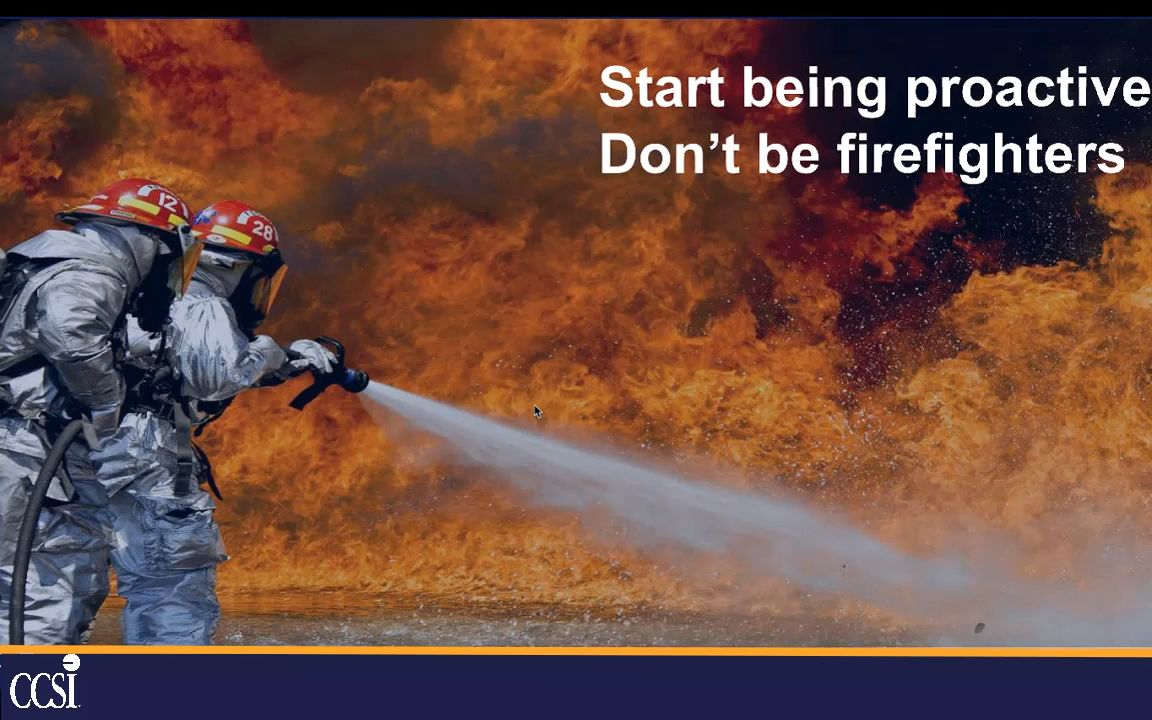 Start being proactive
Don’t be firefighters
12
28
CCSi